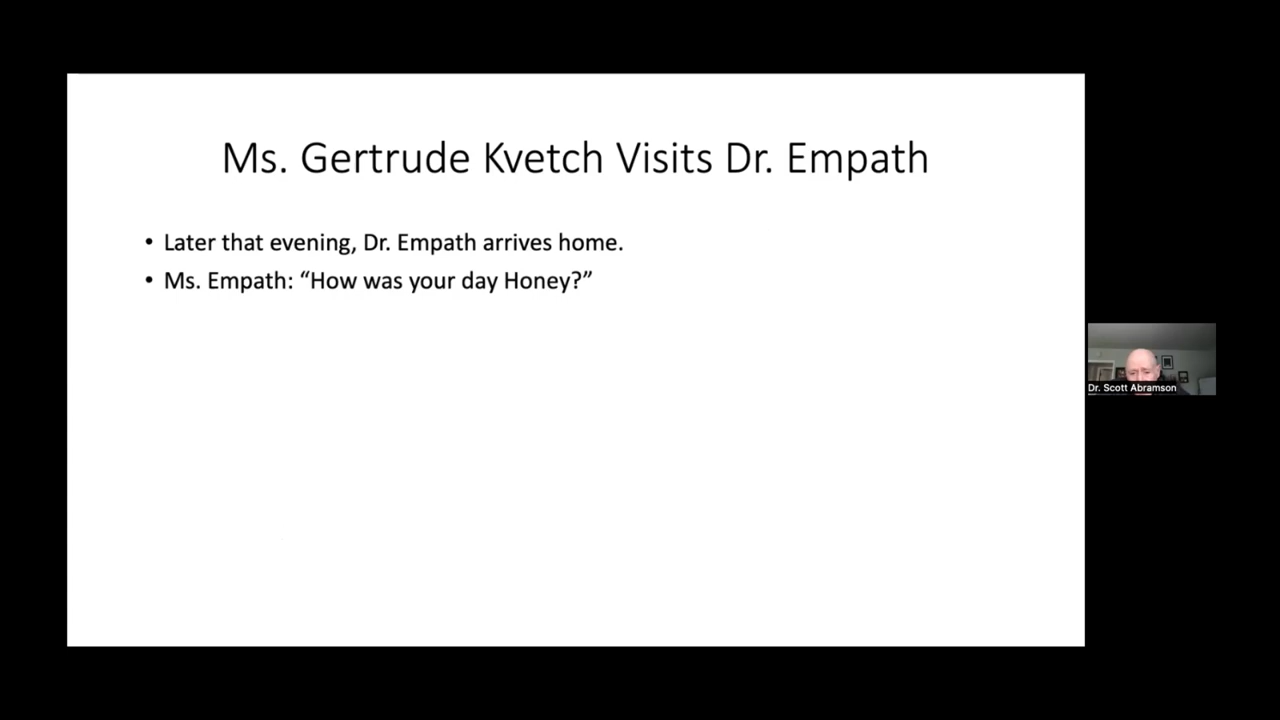 Ms. Gertrude Kvetch Visits Dr. Empath
• Later that evening, Dr. Empath arrives home.
• Ms. Empath: “How was your day Honey?”
Dr. Scott Abramson